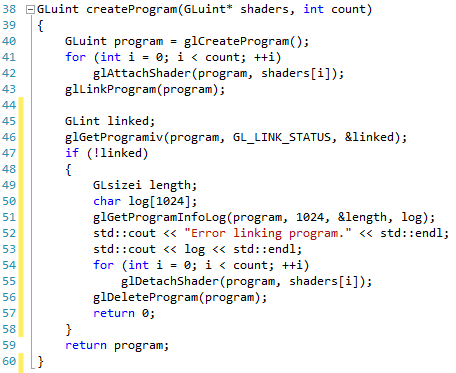 38 GLuint createProgram(GLuint* shaders, int count)
39 {
40     GLuint program = glCreateProgram();
41     for (int i = 0; i < count; ++i)
42         glAttachShader(program, shaders[i]);
43     glLinkProgram(program);
44
45     GLint linked;
46     glGetProgramiv(program, GL_LINK_STATUS, &linked);
47     if (!linked)
48     {
49         GLsizei length;
50         char log[1024];
51         glGetProgramInfoLog(program, 1024, &length, log);
52         std::cout << "Error linking program." << std::endl;
53         std::cout << log << std::endl;
54         for (int i = 0; i < count; ++i)
55             glDetachShader(program, shaders[i]);
56         glDeleteProgram(program);
57         return 0;
58     }
59     return program;
60 }